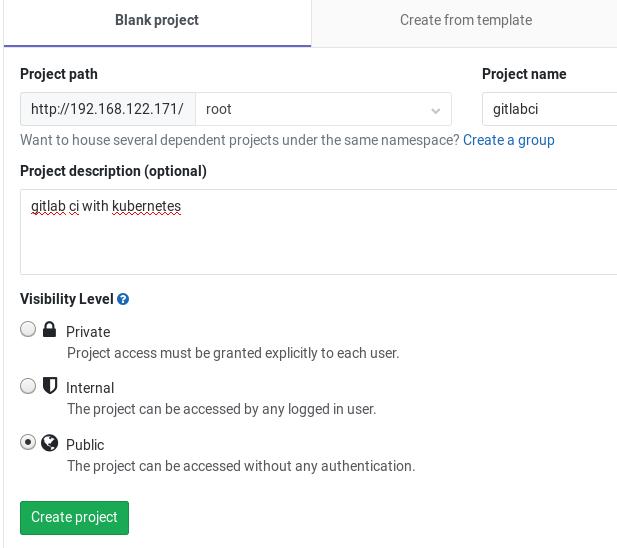 Blank project Create from template
Project path Project name
http://192.168.122.171/ root gitlabci
Want to house several dependent projects under the same namespace? Create a group
Project description (optional)
gitlab ci with kubernetes
Visibility Level ?
Private
Project access must be granted explicitly to each user.
Internal
The project can be accessed by any logged in user.
Public
The project can be accessed without any authentication.
Create project